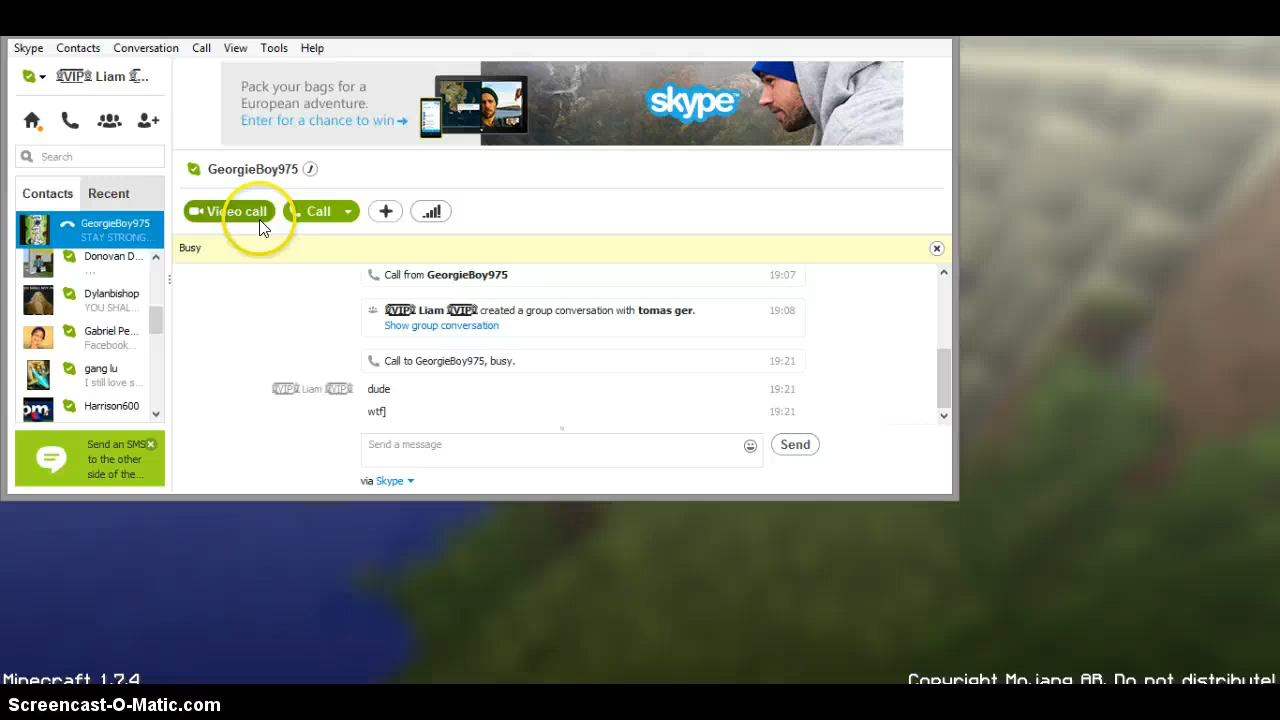 Skype Contacts Conversation Call View Tools Help
VIP Liam ...
Pack your bags for a
European adventure.
Enter for a chance to win
skype
Search
GeorgieBoy975
Contacts Recent
Video call Call
GeorgieBoy975
STAY STRONG...
Busy
Donovan D...
...
Dylanbishop
YOU SHAL...
Gabriel Pe...
Facebook...
gang lu
I still love s...
Harrison600
Call from GeorgieBoy975 19:07
VIP Liam VIP created a group conversation with tomas ger. 19:08
Show group conversation
Call to GeorgieBoy975, busy. 19:21
VIP Liam VIP dude 19:21
wtf] 19:21
Send an SMS
to the other
side of the...
Send a message Send
via Skype
Minecraft 1.7.4
Copyright Mojang AB. Do not distribute!
Screencast-O-Matic.com